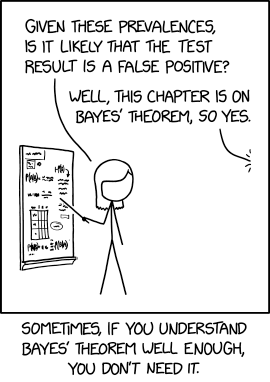 GIVEN THESE PREVALENCES,
IS IT LIKELY THAT THE TEST
RESULT IS A FALSE POSITIVE?
WELL, THIS CHAPTER IS ON
BAYES' THEOREM, SO YES.
SOMETIMES, IF YOU UNDERSTAND
BAYES' THEOREM WELL ENOUGH,
YOU DON'T NEED IT.